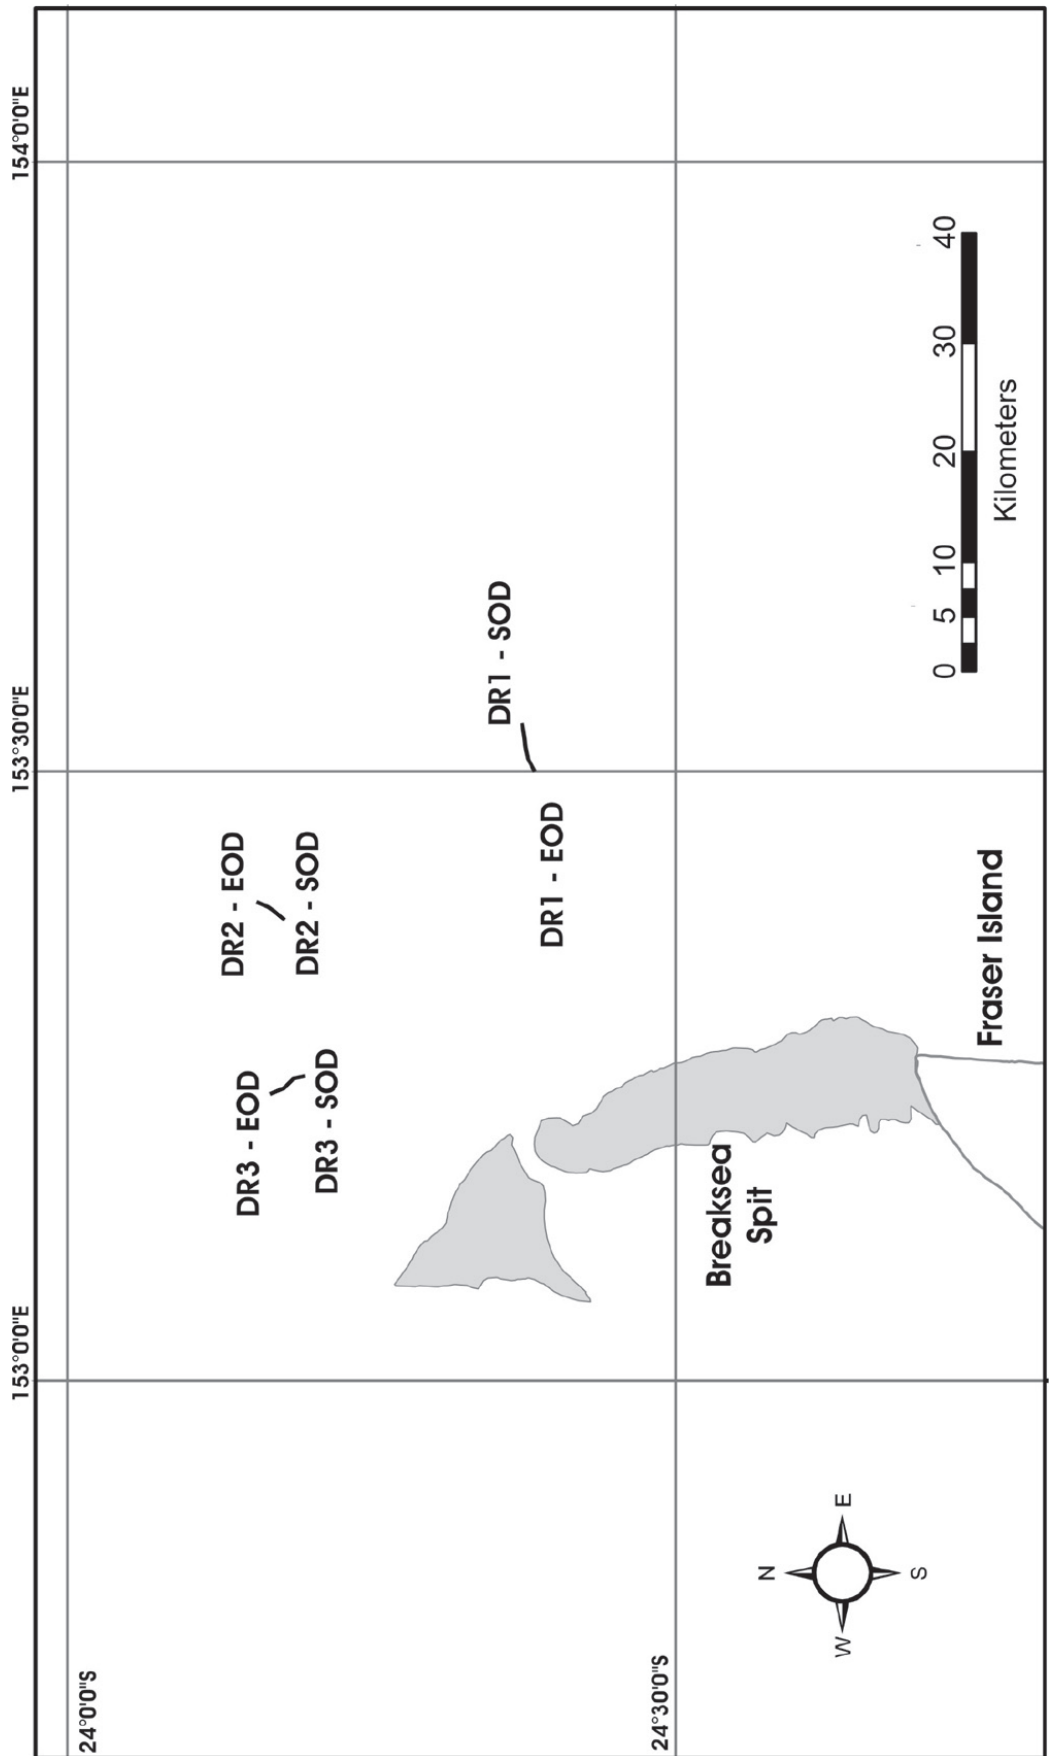 153°0'0"E
153°30'0"E
154°0'0"E
24°0'0"S
DR3 - EOD
DR2 - EOD
DR3 - SOD
DR2 - SOD
DR1 - SOD
DR1 - EOD
24°30'0"S
Breaksea
Spit
Fraser Island
N
W
E
S
0 5 10 20 30 40
Kilometers